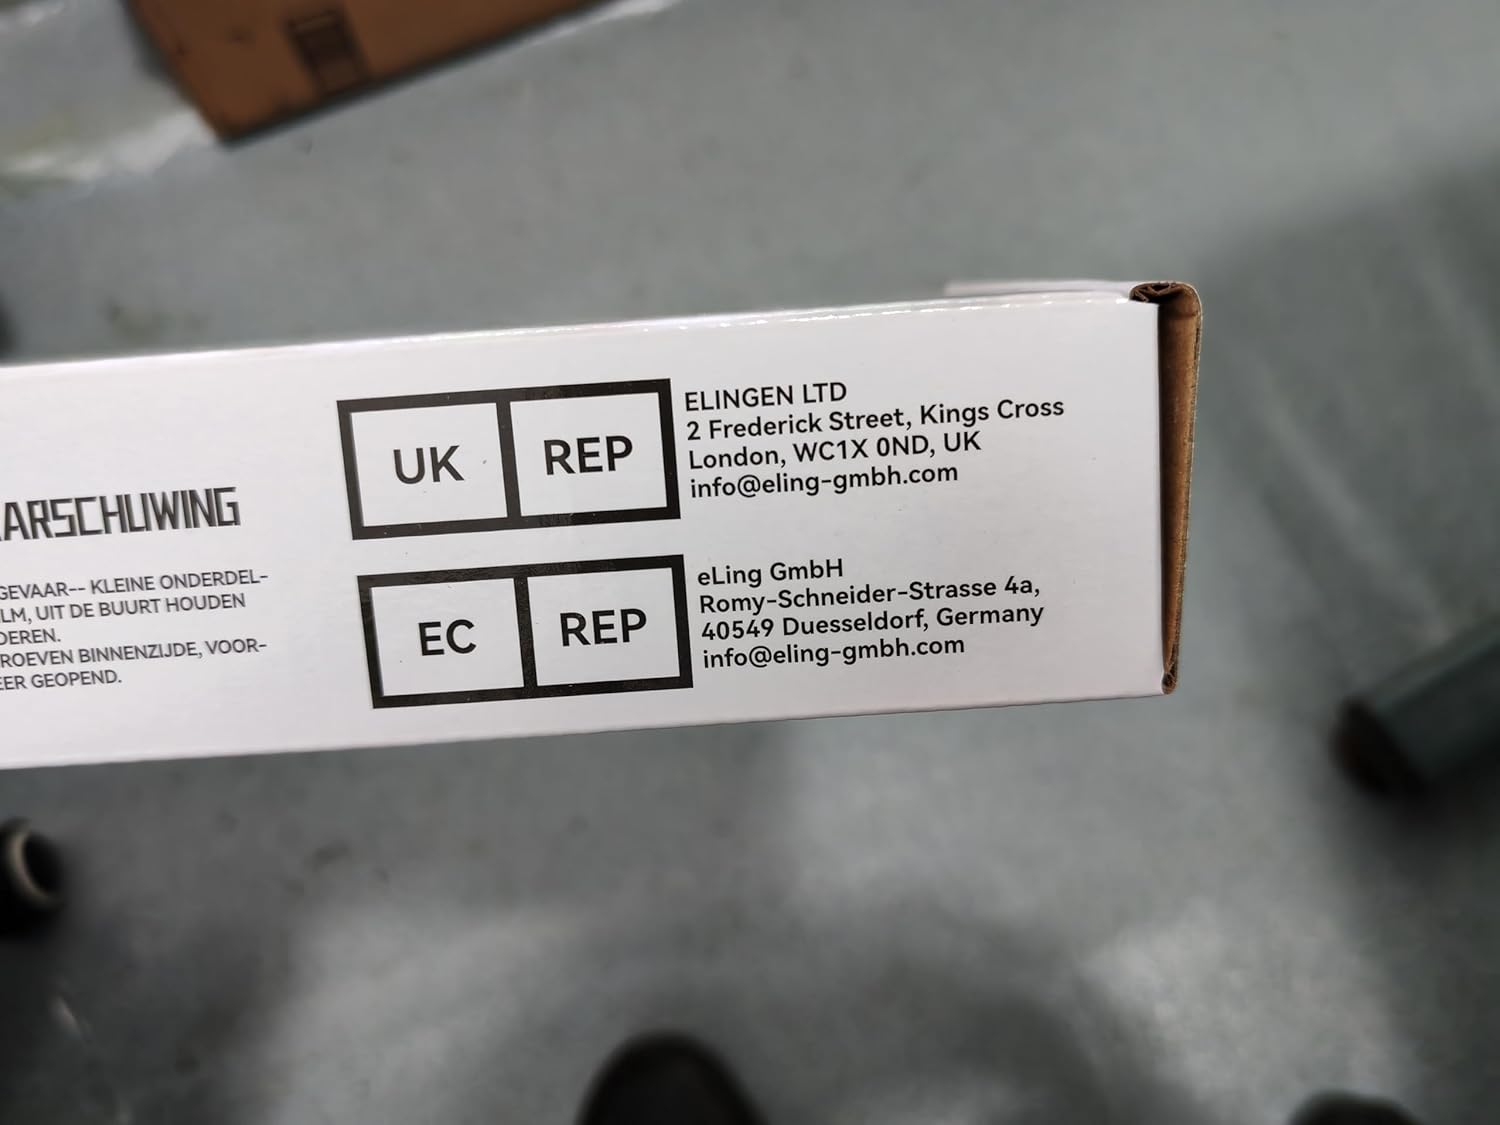 ARSCHUWING
GEVAAR-- KLEINE ONDERDEL-
LM, UIT DE BUURT HOUDEN
DEREN.
ROEVEN BINNENZIJDE, VOOR-
EER GEOPEND.
UK REP
ELINGEN LTD
2 Frederick Street, Kings Cross
London, WC1X 0ND, UK
info@eling-gmbh.com
EC REP
eLing GmbH
Romy-Schneider-Strasse 4a,
40549 Duesseldorf, Germany
info@eling-gmbh.com